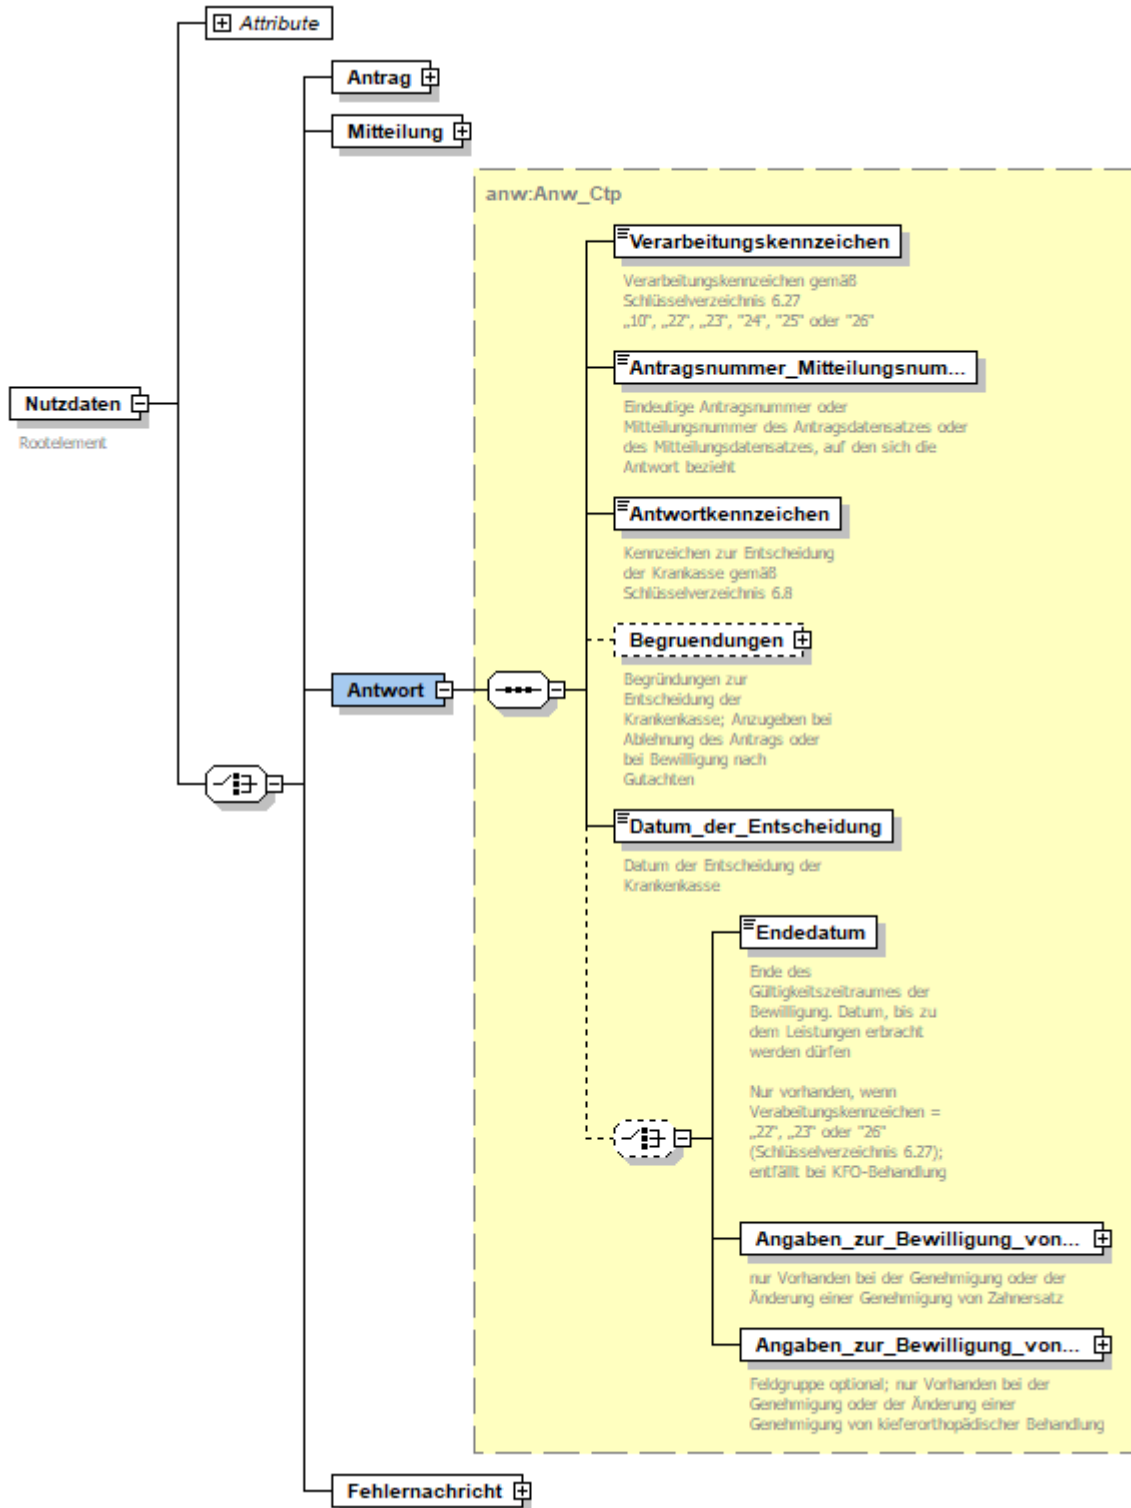 Attribute
Antrag
Mitteilung
anw:Anw_Ctp
Verarbeitungskennzeichen
Verarbeitungskennzeichen gemäß
Schlüsselverzeichnis 6.27
„10", „22", „23", "24", "25" oder "26"
Antragsnummer_Mitteilungsnum...
Eindeutige Antragsnummer oder
Mitteilungsnummer des Antragsdatensatzes oder
des Mitteilungsdatensatzes, auf den sich die
Antwort bezieht
Nutzdaten
Rootelement
Antwortkennzeichen
Kennzeichen zur Entscheidung
der Krankasse gemäß
Schlüsselverzeichnis 6.8
Begruendungen
Begründungen zur
Entscheidung der
Krankenkasse; Anzugeben bei
Ablehnung des Antrags oder
bei Bewilligung nach
Gutachten
Antwort
Datum_der_Entscheidung
Datum der Entscheidung der
Krankenkasse
Endedatum
Ende des
Gültigkeitszeitraumes der
Bewilligung. Datum, bis zu
dem Leistungen erbracht
werden dürfen
Nur vorhanden, wenn
Verabeitungskennzeichen =
„22", „23" oder "26"
(Schlüsselverzeichnis 6.27);
entfällt bei KFO-Behandlung
Angaben_zur_Bewilligung_von...
nur Vorhanden bei der Genehmigung oder der
Änderung einer Genehmigung von Zahnersatz
Angaben_zur_Bewilligung_von...
Feldgruppe optional; nur Vorhanden bei der
Genehmigung oder der Änderung einer
Genehmigung von kieferorthopädischer Behandlung
Fehlernachricht